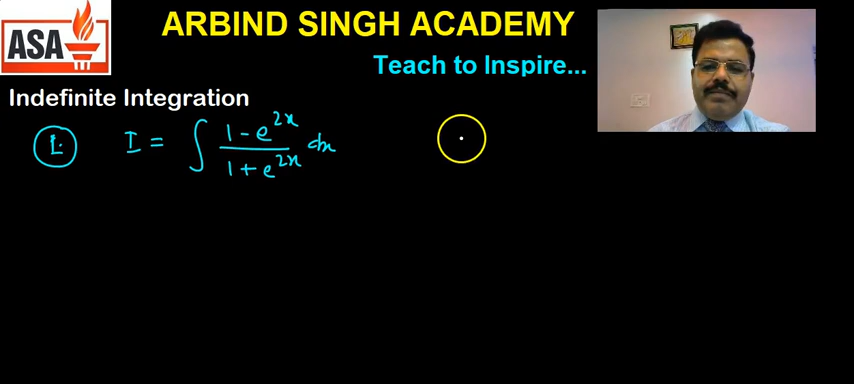 ASA
ARBIND SINGH ACADEMY
Teach to Inspire...
Indefinite Integration
1. I = ∫ (1 - e^{2x})/(1 + e^{2x}) dx